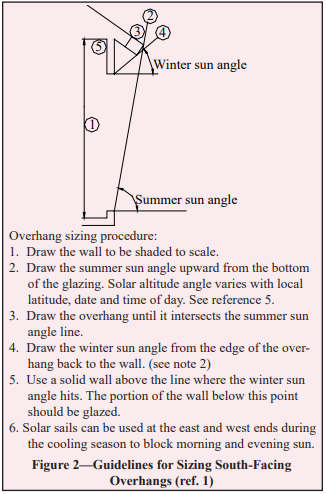 2
3
4
5
Winter sun angle
1
Summer sun angle
Overhang sizing procedure:
1. Draw the wall to be shaded to scale.
2. Draw the summer sun angle upward from the bottom
of the glazing. Solar altitude angle varies with local
latitude, date and time of day. See reference 5.
3. Draw the overhang until it intersects the summer sun
angle line.
4. Draw the winter sun angle from the edge of the over-
hang back to the wall. (see note 2)
5. Use a solid wall above the line where the winter sun
angle hits. The portion of the wall below this point
should be glazed.
6. Solar sails can be used at the east and west ends during
the cooling season to block morning and evening sun.
Figure 2—Guidelines for Sizing South-Facing
Overhangs (ref. 1)